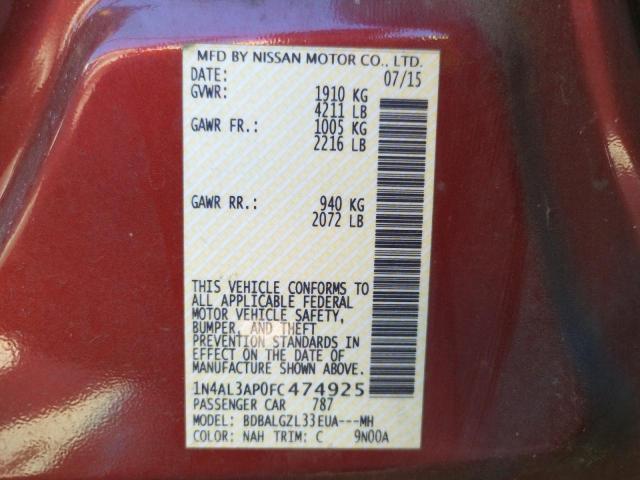 MFD BY NISSAN MOTOR CO., LTD.
DATE: 07/15
GVWR: 1910 KG
4211 LB
GAWR FR.: 1005 KG
2216 LB
GAWR RR.: 940 KG
2072 LB
THIS VEHICLE CONFORMS TO
ALL APPLICABLE FEDERAL
MOTOR VEHICLE SAFETY,
BUMPER, AND THEFT
PREVENTION STANDARDS IN
EFFECT ON THE DATE OF
MANUFACTURE SHOWN ABOVE.
1N4AL3AP0FC474925
PASSENGER CAR 787
MODEL: BDBALGZL33EUA---MH
COLOR: NAH TRIM: C 9N00A